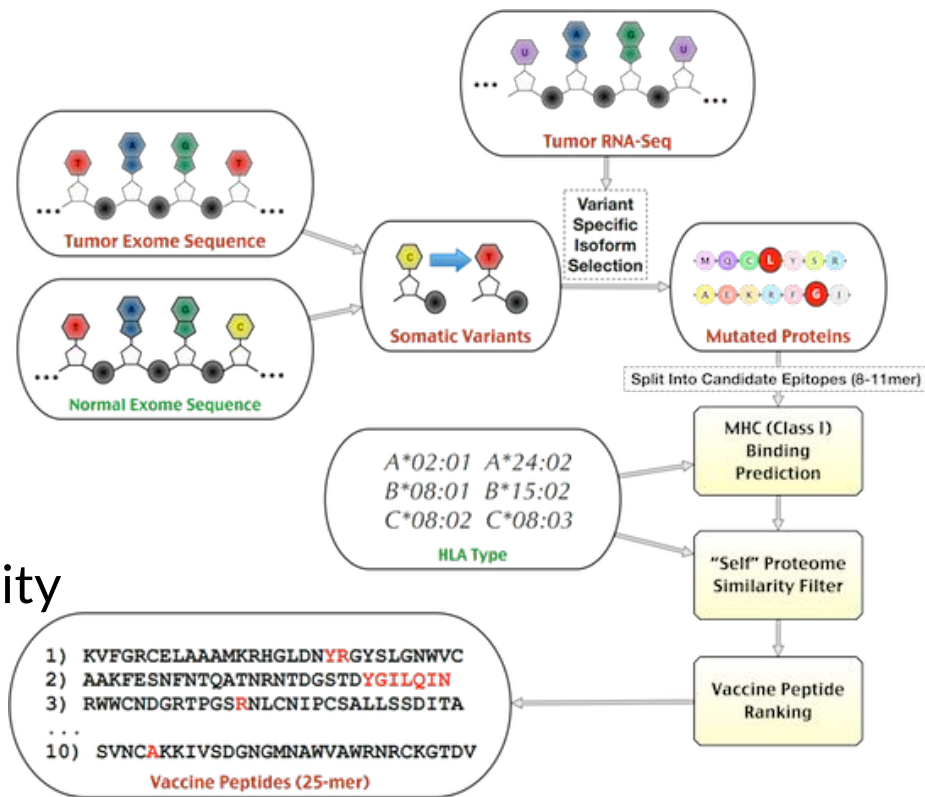 U A G U
... ...
Tumor RNA-Seq
T A G T
... ...
Tumor Exome Sequence
Variant
Specific
Isoform
Selection
C T
Somatic Variants
M Q C L Y S R
A E K R F G I
Mutated Proteins
T A G C
... ...
Normal Exome Sequence
Split Into Candidate Epitopes (8-11mer)
MHC (Class I)
Binding
Prediction
A*02:01 A*24:02
B*08:01 B*15:02
C*08:02 C*08:03
HLA Type
"Self" Proteome
Similarity Filter
ity
1) KVFGRCELAAAMKRHGLDNYRGYSLGNWVC
2) AAKFESNFNTQATNRNTDGSTDYGILQIN
3) RWWCNDGRTPGSRNLCNIPCSALLSSDITA
...
10) SVNCAKKIVSDGNGMNAWVAWRNRCKGTDV
Vaccine Peptides (25-mer)
Vaccine Peptide
Ranking